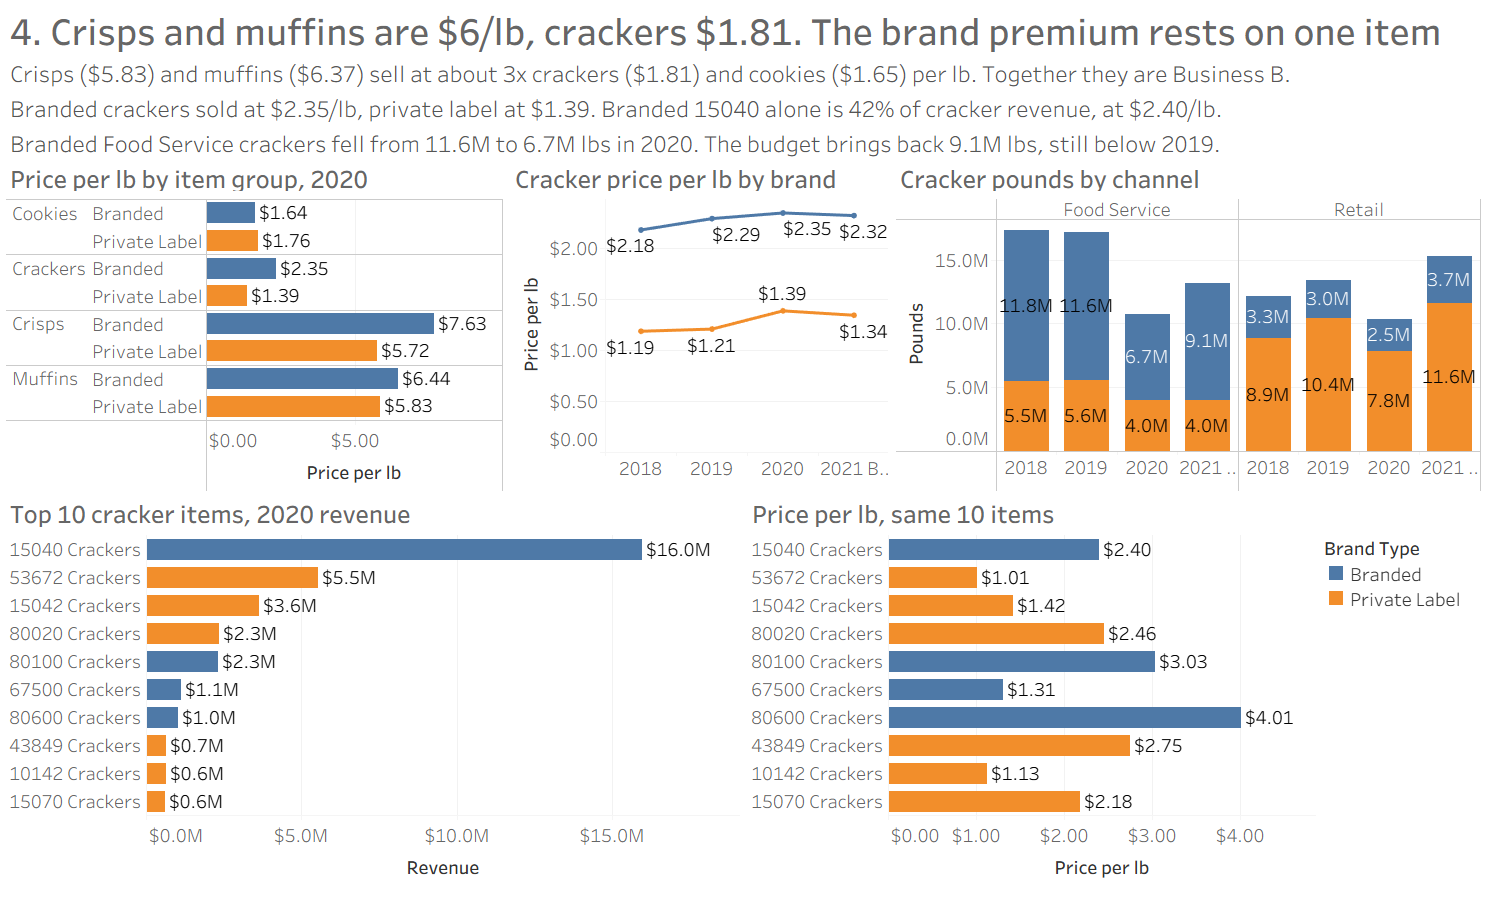 4. Crisps and muffins are $6/lb, crackers $1.81. The brand premium rests on one item
Crisps ($5.83) and muffins ($6.37) sell at about 3x crackers ($1.81) and cookies ($1.65) per lb. Together they are Business B.
Branded crackers sold at $2.35/lb, private label at $1.39. Branded 15040 alone is 42% of cracker revenue, at $2.40/lb.
Branded Food Service crackers fell from 11.6M to 6.7M lbs in 2020. The budget brings back 9.1M lbs, still below 2019.
Price per lb by item group, 2020
Cookies Branded $1.64
Private Label $1.76
Crackers Branded $2.35
Private Label $1.39
Crisps Branded $7.63
Private Label $5.72
Muffins Branded $6.44
Private Label $5.83
$0.00 $5.00
Price per lb
Cracker price per lb by brand
Price per lb
$2.00
$1.50
$1.00
$0.50
$0.00
$2.18 $2.29 $2.35 $2.32
$1.19 $1.21 $1.39 $1.34
2018 2019 2020 2021 B..
Cracker pounds by channel
Food Service Retail
Pounds
15.0M
10.0M
5.0M
0.0M
11.8M 11.6M 6.7M 9.1M 3.3M 3.0M 2.5M 3.7M
5.5M 5.6M 4.0M 4.0M 8.9M 10.4M 7.8M 11.6M
2018 2019 2020 2021 .. 2018 2019 2020 2021 ..
Top 10 cracker items, 2020 revenue
15040 Crackers $16.0M
53672 Crackers $5.5M
15042 Crackers $3.6M
80020 Crackers $2.3M
80100 Crackers $2.3M
67500 Crackers $1.1M
80600 Crackers $1.0M
43849 Crackers $0.7M
10142 Crackers $0.6M
15070 Crackers $0.6M
$0.0M $5.0M $10.0M $15.0M
Revenue
Price per lb, same 10 items
15040 Crackers $2.40
53672 Crackers $1.01
15042 Crackers $1.42
80020 Crackers $2.46
80100 Crackers $3.03
67500 Crackers $1.31
80600 Crackers $4.01
43849 Crackers $2.75
10142 Crackers $1.13
15070 Crackers $2.18
$0.00 $1.00 $2.00 $3.00 $4.00
Price per lb
Brand Type
Branded
Private Label